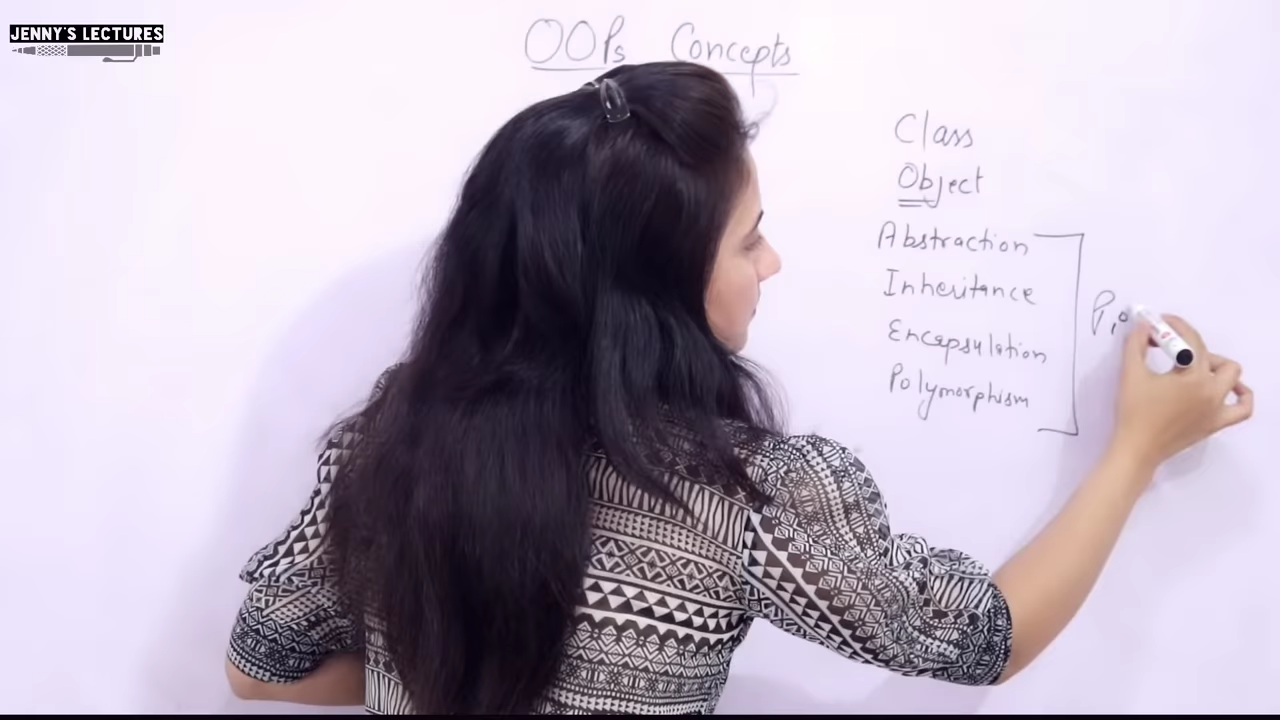 JENNY'S LECTURES
OOPs Concepts
Class
Object
Abstraction
Inheritance
Encapsulation
Polymorphism